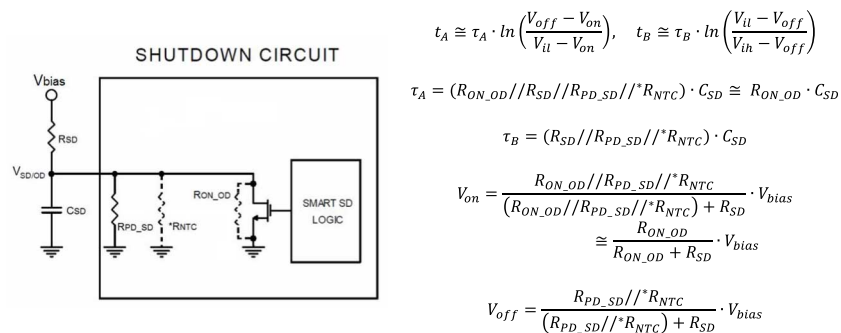 SHUTDOWN CIRCUIT
Vbias
RSD
VSD/OD
CSD
RPD_SD
*RNTC
RON_OD
SMART SD
LOGIC
t_A ≅ τ_A · ln((V_off − V_on)/(V_il − V_on)), t_B ≅ τ_B · ln((V_il − V_off)/(V_ih − V_off))
τ_A = (R_ON_OD//R_SD//R_PD_SD//*R_NTC) · C_SD ≅ R_ON_OD · C_SD
τ_B = (R_SD//R_PD_SD//*R_NTC) · C_SD
V_on = (R_ON_OD//R_PD_SD//*R_NTC)/((R_ON_OD//R_PD_SD//*R_NTC) + R_SD) · V_bias
≅ R_ON_OD/(R_ON_OD + R_SD) · V_bias
V_off = (R_PD_SD//*R_NTC)/((R_PD_SD//*R_NTC) + R_SD) · V_bias